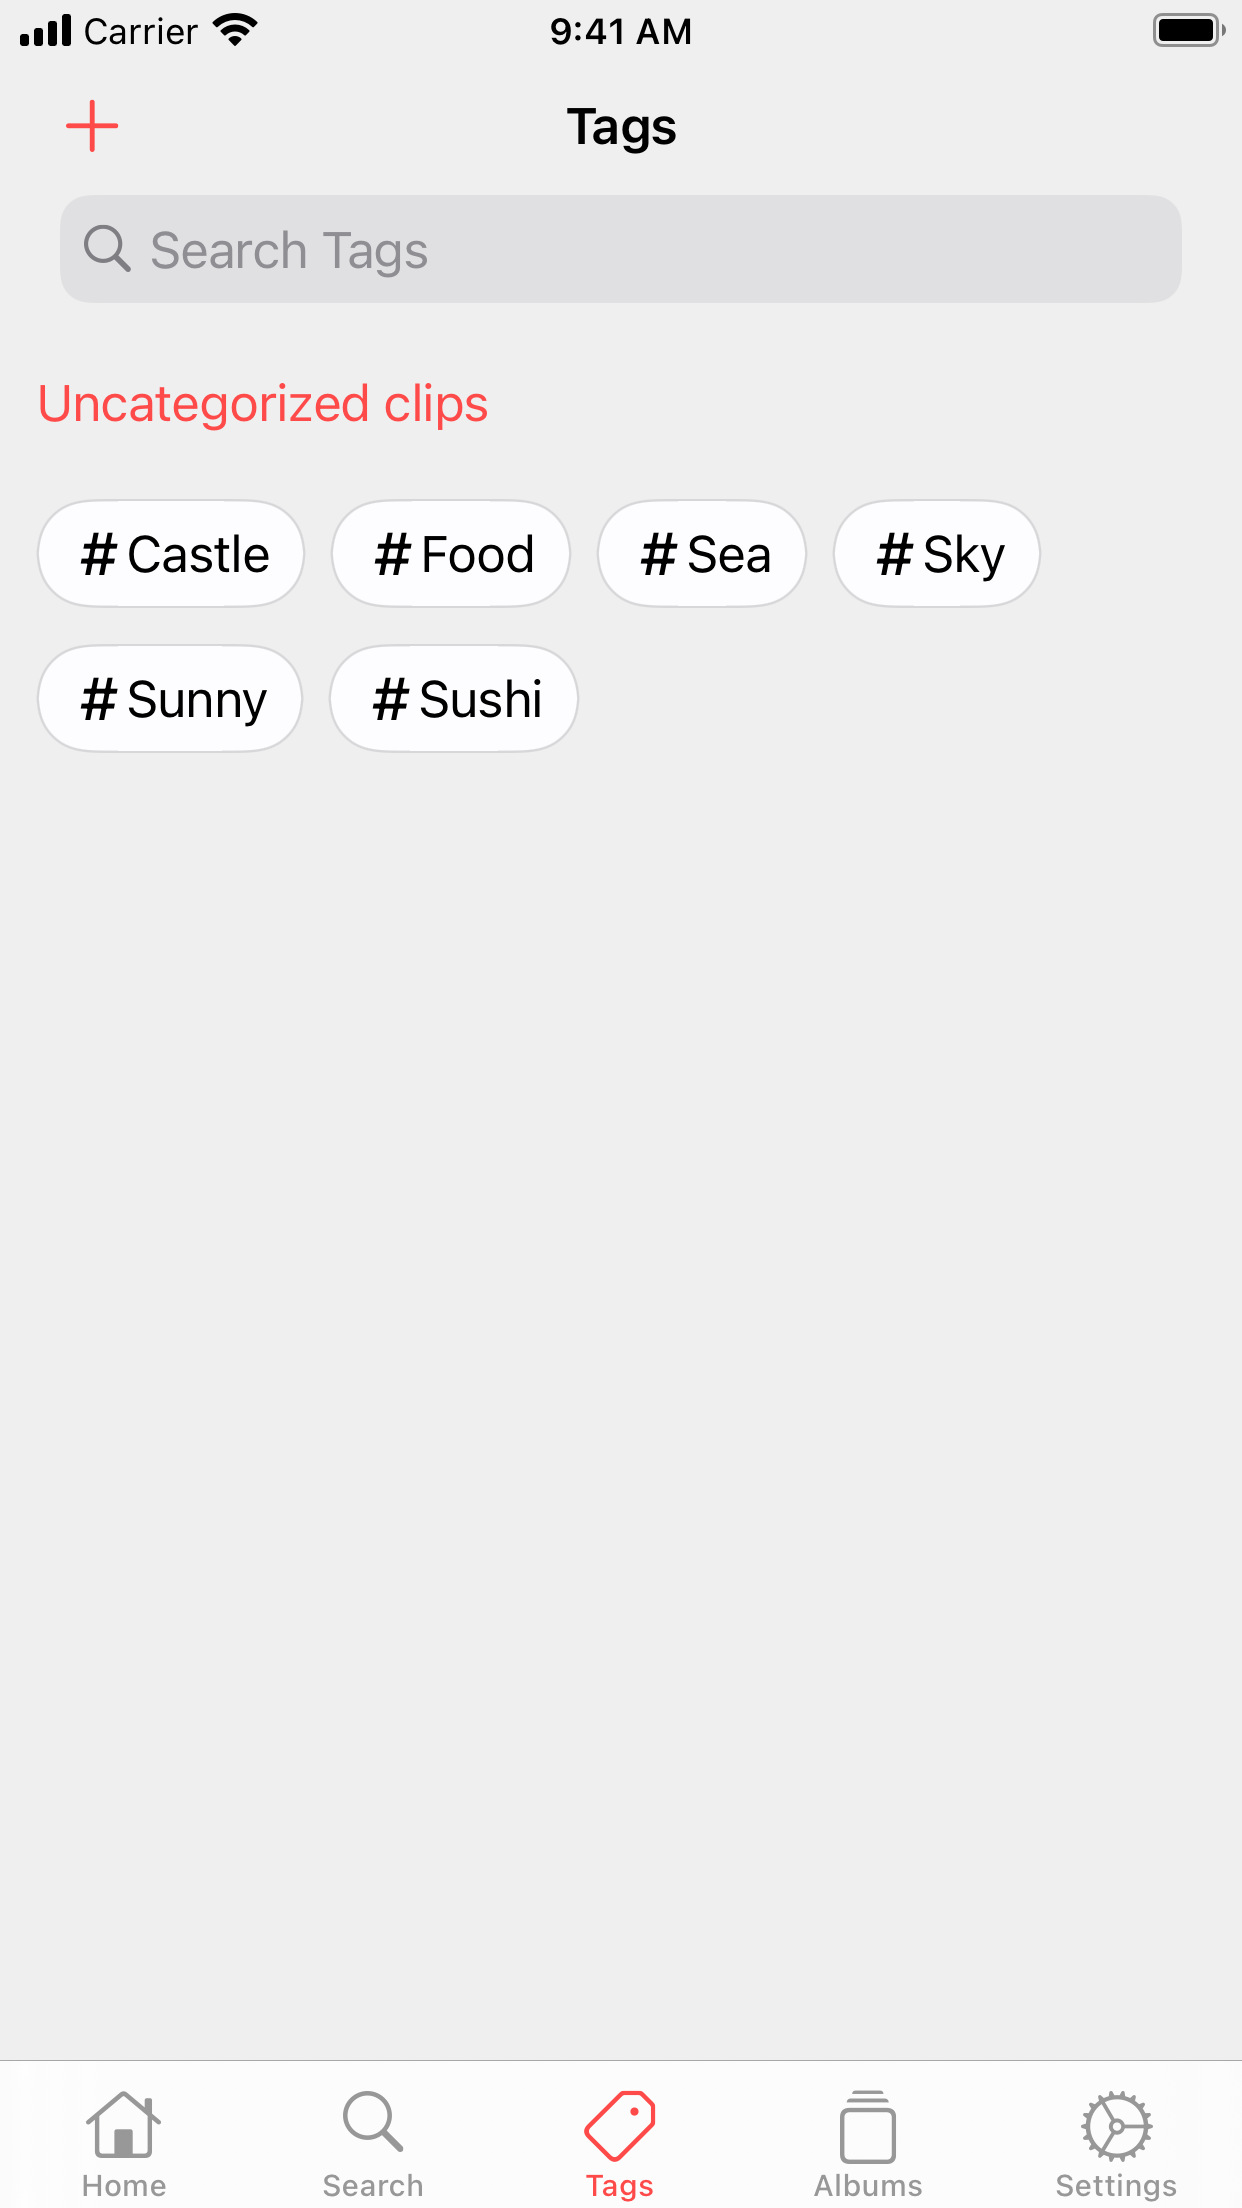 Carrier 9:41 AM
Tags
Search Tags
Uncategorized clips
# Castle # Food # Sea # Sky
# Sunny # Sushi
Home Search Tags Albums Settings